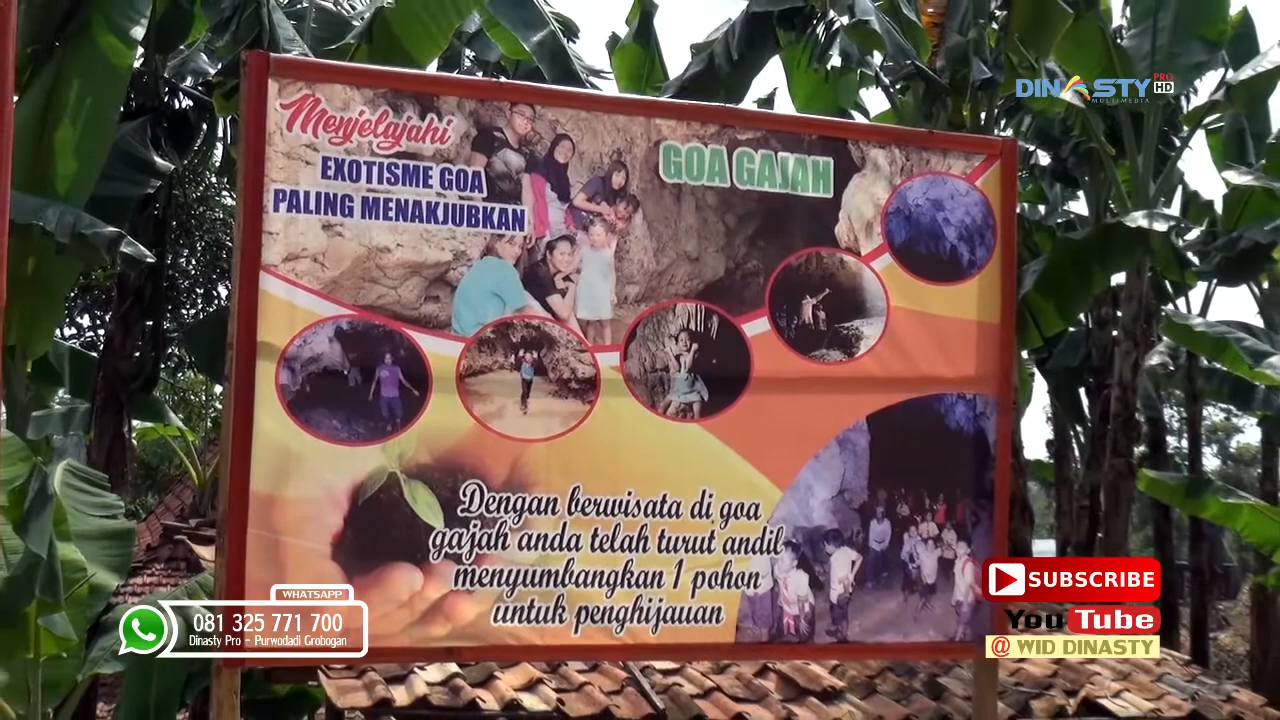 DINASTY PRO HD
MULTIMEDIA
Menjelajahi
EXOTISME GOA
PALING MENAKJUBKAN
GOA GAJAH
Dengan berwisata di goa
gajah anda telah turut andil
menyumbangkan 1 pohon
untuk penghijauan
WHATSAPP
081 325 771 700
Dinasty Pro - Purwodadi Grobogan
SUBSCRIBE
YouTube
@ WID DINASTY